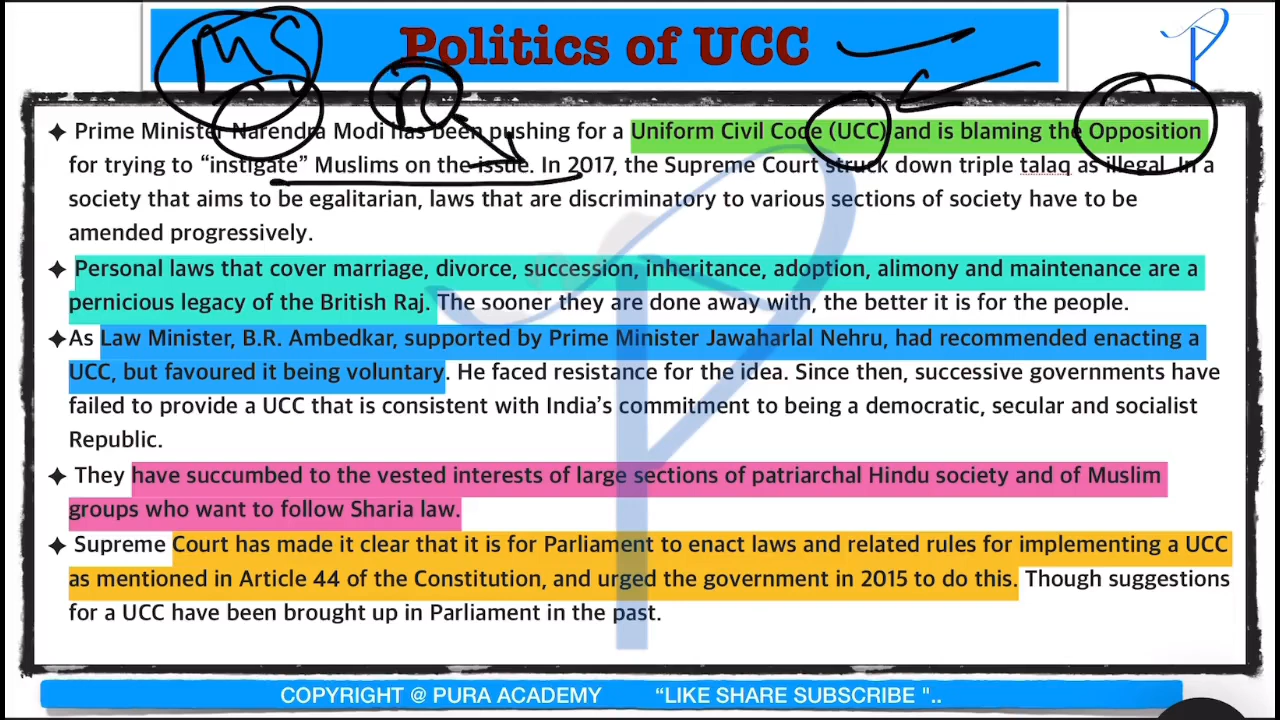 Politics of UCC
MS
✦ Prime Minister Narendra Modi has been pushing for a Uniform Civil Code (UCC) and is blaming the Opposition
for trying to “instigate” Muslims on the issue. In 2017, the Supreme Court struck down triple talaq as illegal. In a
society that aims to be egalitarian, laws that are discriminatory to various sections of society have to be
amended progressively.
✦ Personal laws that cover marriage, divorce, succession, inheritance, adoption, alimony and maintenance are a
pernicious legacy of the British Raj. The sooner they are done away with, the better it is for the people.
✦ As Law Minister, B.R. Ambedkar, supported by Prime Minister Jawaharlal Nehru, had recommended enacting a
UCC, but favoured it being voluntary. He faced resistance for the idea. Since then, successive governments have
failed to provide a UCC that is consistent with India’s commitment to being a democratic, secular and socialist
Republic.
✦ They have succumbed to the vested interests of large sections of patriarchal Hindu society and of Muslim
groups who want to follow Sharia law.
✦ Supreme Court has made it clear that it is for Parliament to enact laws and related rules for implementing a UCC
as mentioned in Article 44 of the Constitution, and urged the government in 2015 to do this. Though suggestions
for a UCC have been brought up in Parliament in the past.
COPYRIGHT @ PURA ACADEMY “LIKE SHARE SUBSCRIBE "..